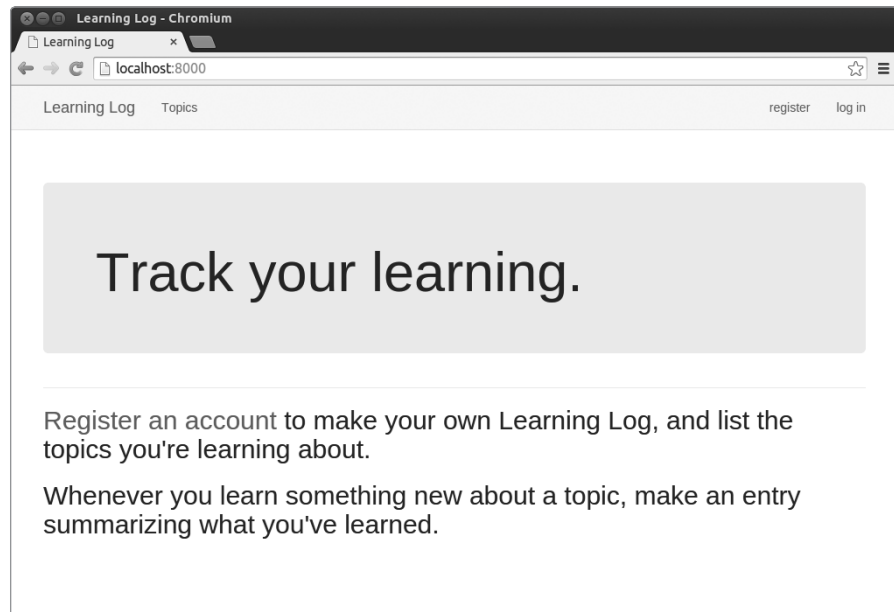 Learning Log - Chromium
Learning Log
localhost:8000
Learning Log Topics register log in
Track your learning.
Register an account to make your own Learning Log, and list the
topics you're learning about.
Whenever you learn something new about a topic, make an entry
summarizing what you've learned.